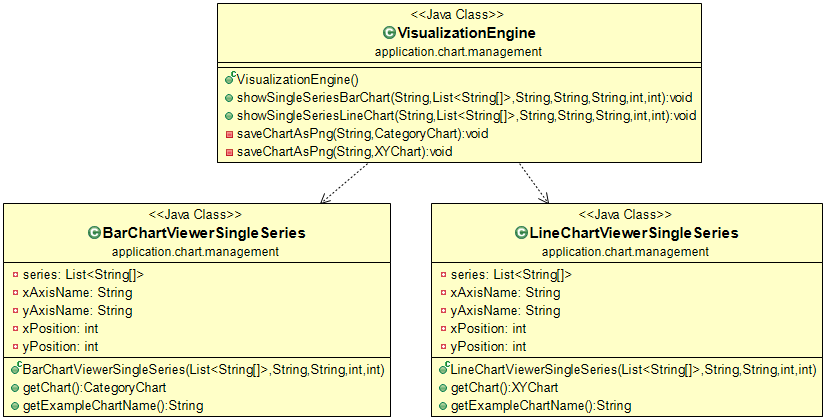 <<Java Class>>
VisualizationEngine
application.chart.management
VisualizationEngine()
showSingleSeriesBarChart(String,List<String[]>,String,String,String,int,int):void
showSingleSeriesLineChart(String,List<String[]>,String,String,String,int,int):void
saveChartAsPng(String,CategoryChart):void
saveChartAsPng(String,XYChart):void
<<Java Class>>
BarChartViewerSingleSeries
application.chart.management
series: List<String[]>
xAxisName: String
yAxisName: String
xPosition: int
yPosition: int
BarChartViewerSingleSeries(List<String[]>,String,String,int,int)
getChart():CategoryChart
getExampleChartName():String
<<Java Class>>
LineChartViewerSingleSeries
application.chart.management
series: List<String[]>
xAxisName: String
yAxisName: String
xPosition: int
yPosition: int
LineChartViewerSingleSeries(List<String[]>,String,String,int,int)
getChart():XYChart
getExampleChartName():String